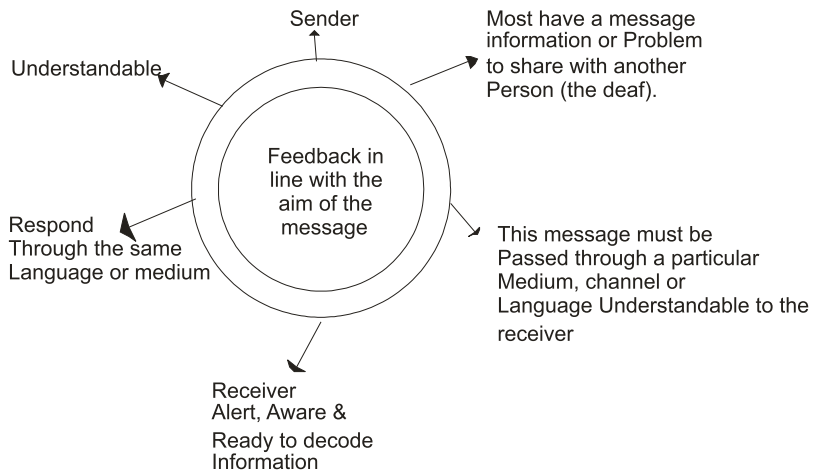 Sender
Most have a message
information or Problem
to share with another
Person (the deaf).
This message must be
Passed through a particular
Medium, channel or
Language Understandable to the
receiver
Receiver
Alert, Aware &
Ready to decode
Information
Respond
Through the same
Language or medium
Understandable
Feedback in
line with the
aim of the
message